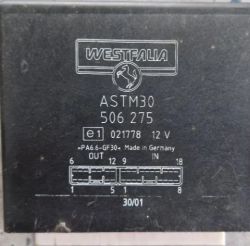 WESTFALIA
ASTM30
506 275
e1 021778 12 V
>PA6.6-GF30< Made in Germany
OUT IN
6 12 9 18
1 5 1 8
30/01